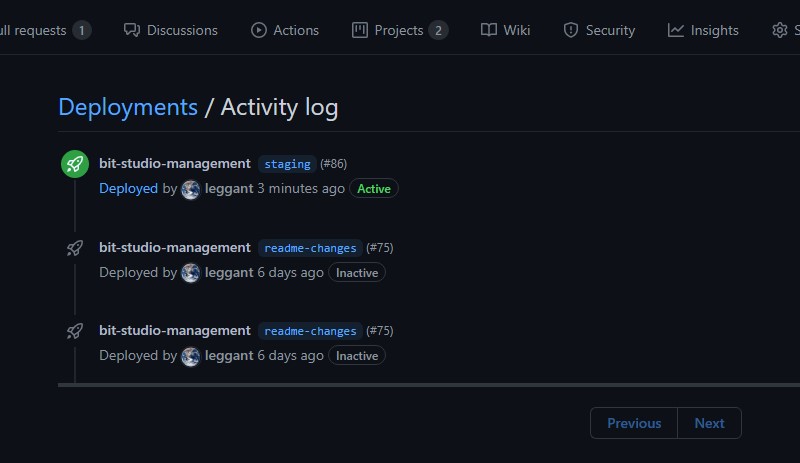 ull requests 1 Discussions Actions Projects 2 Wiki Security Insights S
Deployments / Activity log
bit-studio-management staging (#86)
Deployed by leggant 3 minutes ago Active
bit-studio-management readme-changes (#75)
Deployed by leggant 6 days ago Inactive
bit-studio-management readme-changes (#75)
Deployed by leggant 6 days ago Inactive
Previous Next